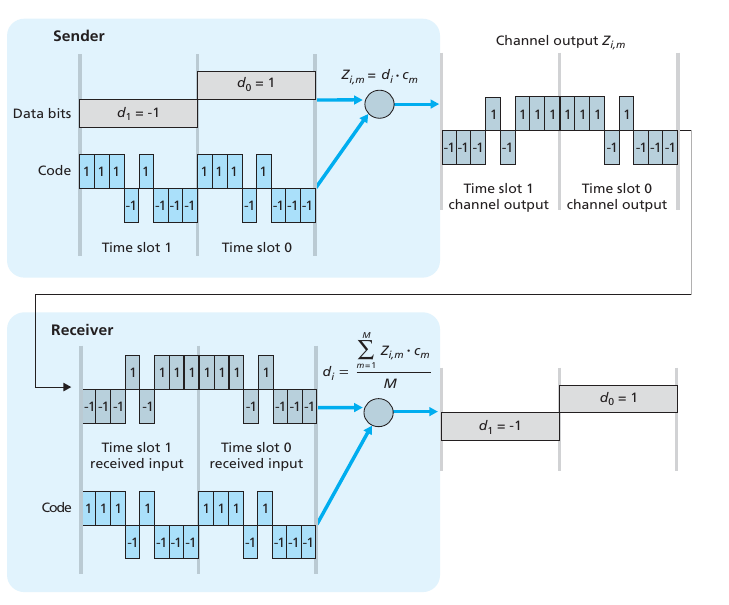 Sender
Channel output Z_{i,m}
Z_{i,m} = d_i · c_m
d_0 = 1
Data bits
d_1 = -1
1 1 1 1 1 1 1 1
-1 -1 -1 -1 -1 -1 -1 -1
Code
1 1 1 1 1 1 1 1
-1 -1 -1 -1 -1 -1 -1 -1
Time slot 1
channel output
Time slot 0
channel output
Time slot 1
Time slot 0
Receiver
d_i = \frac{\sum_{m=1}^{M} Z_{i,m} · c_m}{M}
1 1 1 1 1 1 1 1
-1 -1 -1 -1 -1 -1 -1 -1
d_0 = 1
d_1 = -1
Time slot 1
received input
Time slot 0
received input
Code
1 1 1 1 1 1 1 1
-1 -1 -1 -1 -1 -1 -1 -1